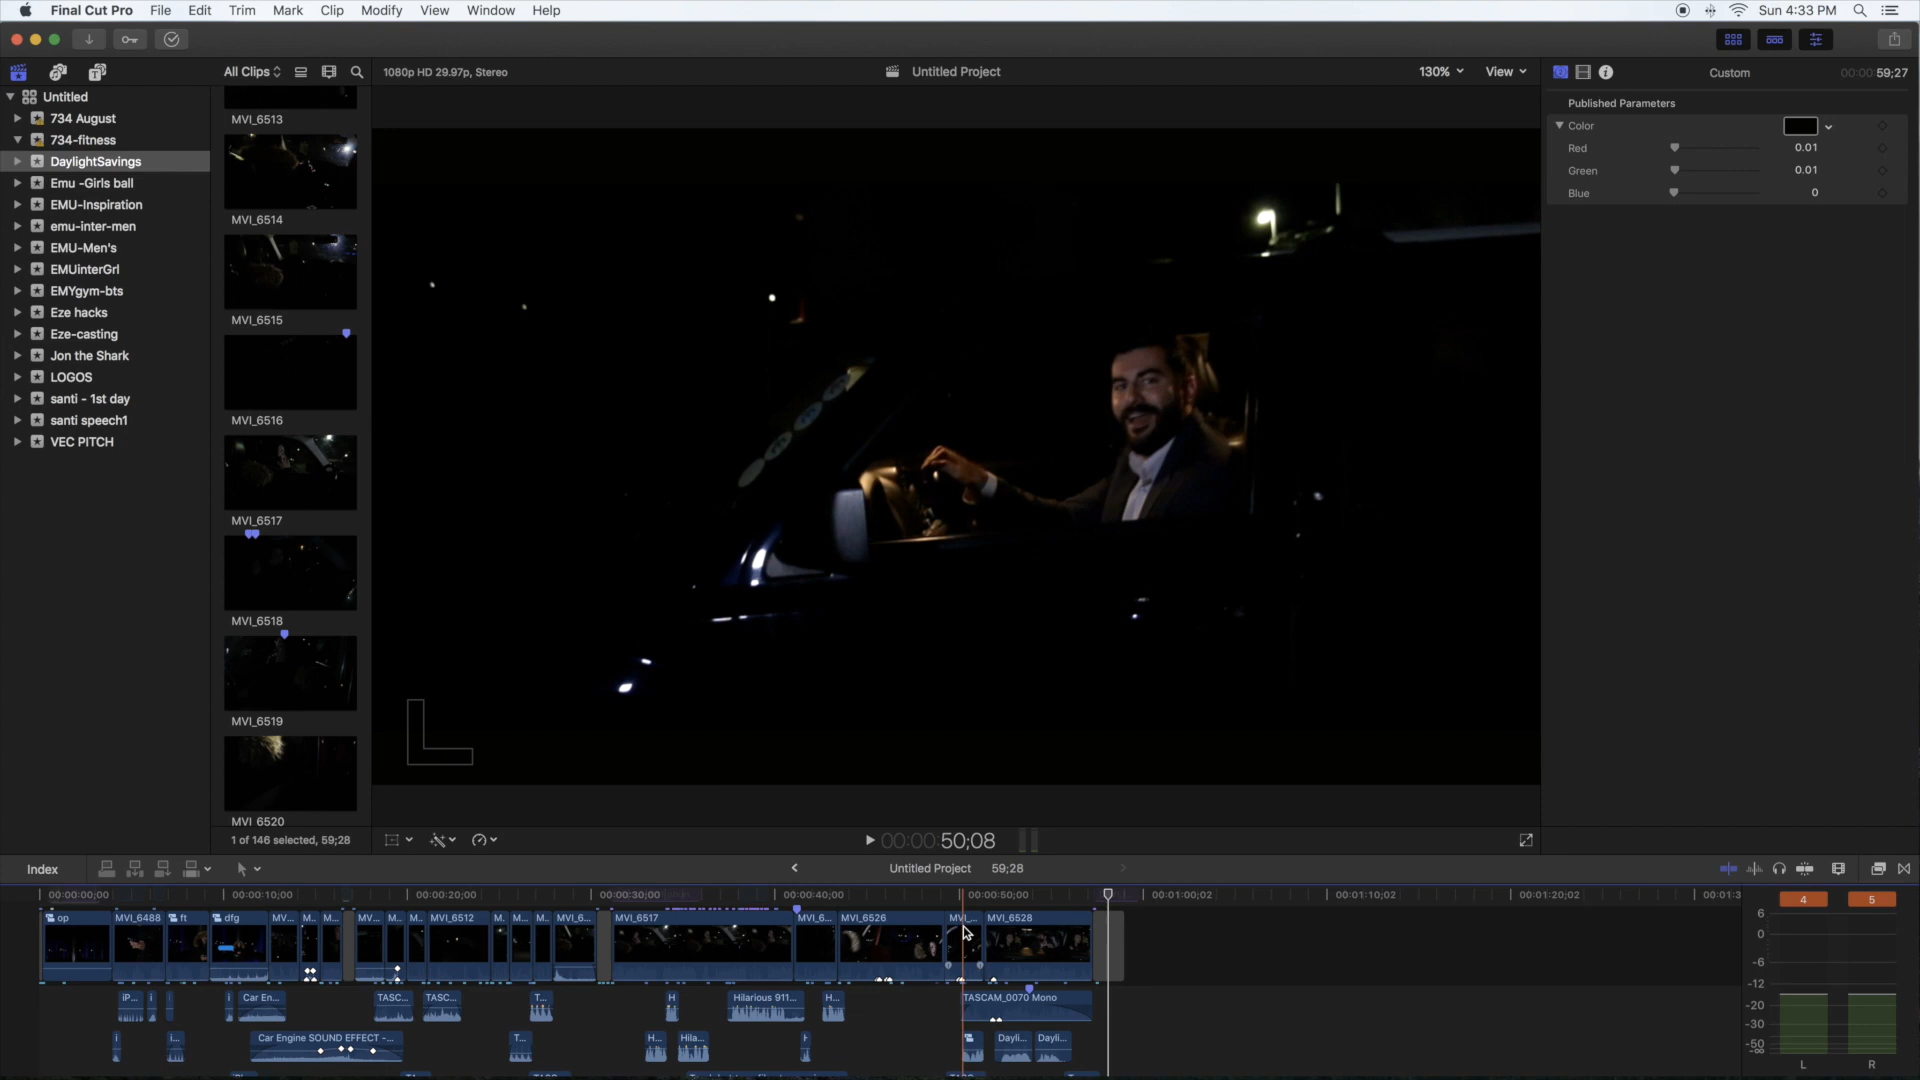 Final Cut Pro File Edit Trim Mark Clip Modify View Window Help Sun 4:33 PM
All Clips 1080p HD 29.97p, Stereo Untitled Project 130% View Custom 00:00:59;27
Untitled
734 August
734-fitness
DaylightSavings
Emu -Girls ball
EMU-Inspiration
emu-inter-men
EMU-Men's
EMUinterGrl
EMYgym-bts
Eze hacks
Eze-casting
Jon the Shark
LOGOS
santi - 1st day
santi speech1
VEC PITCH
MVI_6513
MVI_6514
MVI_6515
MVI_6516
MVI_6517
MVI_6518
MVI_6519
MVI_6520
Published Parameters
Color
Red 0.01
Green 0.01
Blue 0
1 of 146 selected, 59;28 00:00:50;08
Index Untitled Project 59;28
00:00:00;00 00:00:10;00 00:00:20;00 00:00:30;00 00:00:40;00 00:00:50;00 00:01:00;02 00:01:10;02 00:01:20;02 00:01:3
op MVI_6488 ft dfg MV... M... M... MV... M... M... MVI_6512 M. M... M.. MVI_6... MVI_6517 MVI_6... MVI_6526 MVI_... MVI_6528
iP... i i Car En... TASC... TASC... T... H Hilarious 911... H... TASCAM_0070 Mono
i... Car Engine SOUND EFFECT -... T... H... Hila... Dayli... Dayli...
4 5
6
0
-6
-12
-20
-30
-50
-∞
L R